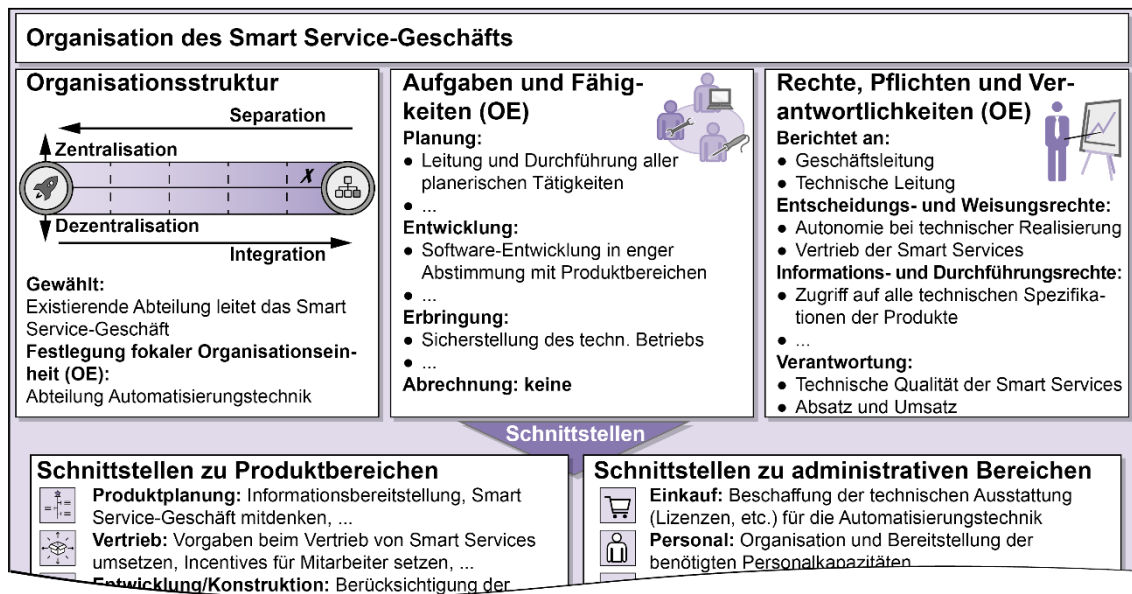 Organisation des Smart Service-Geschäfts
Organisationsstruktur
Separation
Zentralisation
X
Dezentralisation
Integration
Gewählt:
Existierende Abteilung leitet das Smart
Service-Geschäft
Festlegung fokaler Organisationsein-
heit (OE):
Abteilung Automatisierungstechnik
Aufgaben und Fähig-
keiten (OE)
Planung:
● Leitung und Durchführung aller
planerischen Tätigkeiten
● ...
Entwicklung:
● Software-Entwicklung in enger
Abstimmung mit Produktbereichen
● ...
Erbringung:
● Sicherstellung des techn. Betriebs
● ...
Abrechnung: keine
Rechte, Pflichten und Ver-
antwortlichkeiten (OE)
Berichtet an:
● Geschäftsleitung
● Technische Leitung
Entscheidungs- und Weisungsrechte:
● Autonomie bei technischer Realisierung
● Vertrieb der Smart Services
Informations- und Durchführungsrechte:
● Zugriff auf alle technischen Spezifika-
tionen der Produkte
● ...
Verantwortung:
● Technische Qualität der Smart Services
● Absatz und Umsatz
Schnittstellen
Schnittstellen zu Produktbereichen
Produktplanung: Informationsbereitstellung, Smart
Service-Geschäft mitdenken, ...
Vertrieb: Vorgaben beim Vertrieb von Smart Services
umsetzen, Incentives für Mitarbeiter setzen, ...
Entwicklung/Konstruktion: Berücksichtigung der
Schnittstellen zu administrativen Bereichen
Einkauf: Beschaffung der technischen Ausstattung
(Lizenzen, etc.) für die Automatisierungstechnik
Personal: Organisation und Bereitstellung der
benötigten Personalkapazitäten